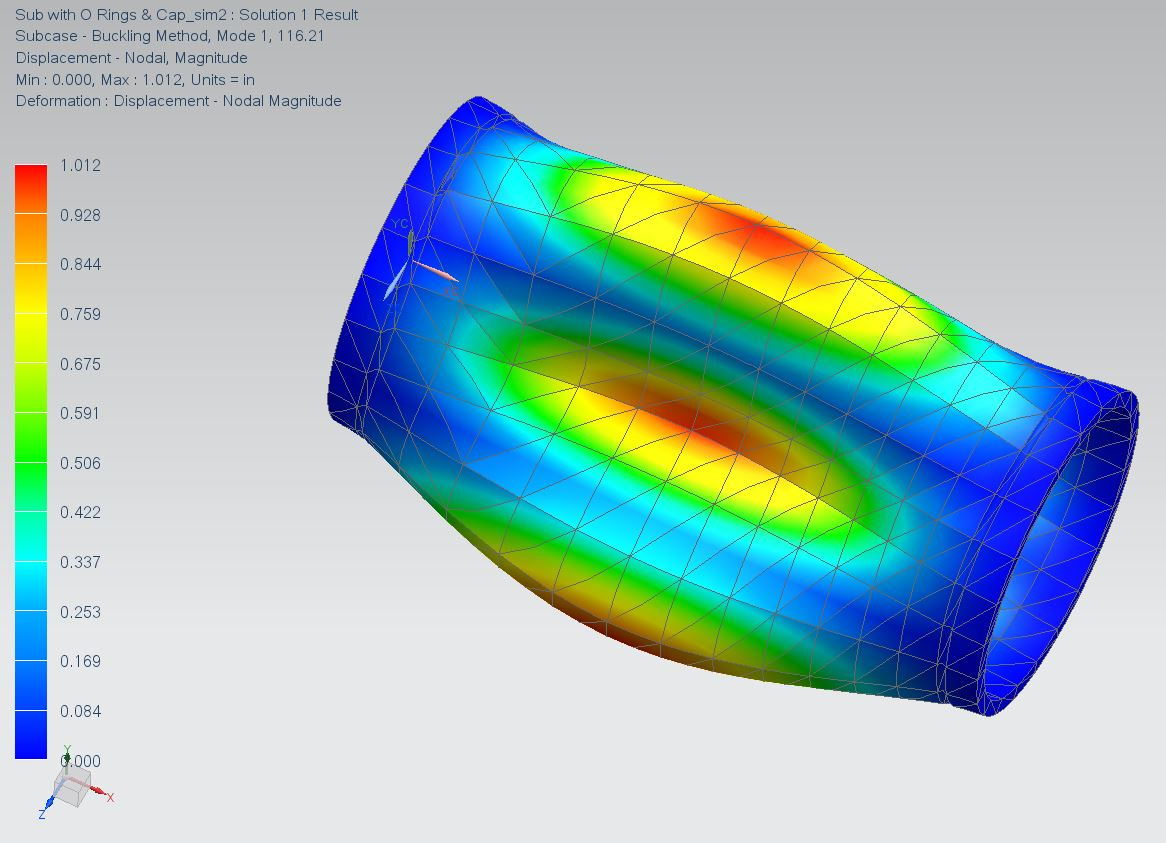 Sub with O Rings & Cap_sim2 : Solution 1 Result
Subcase - Buckling Method, Mode 1, 116.21
Displacement - Nodal, Magnitude
Min : 0.000, Max : 1.012, Units = in
Deformation : Displacement - Nodal Magnitude
1.012
0.928
0.844
0.759
0.675
0.591
0.506
0.422
0.337
0.253
0.169
0.084
0.000
YC
Y
X
Z